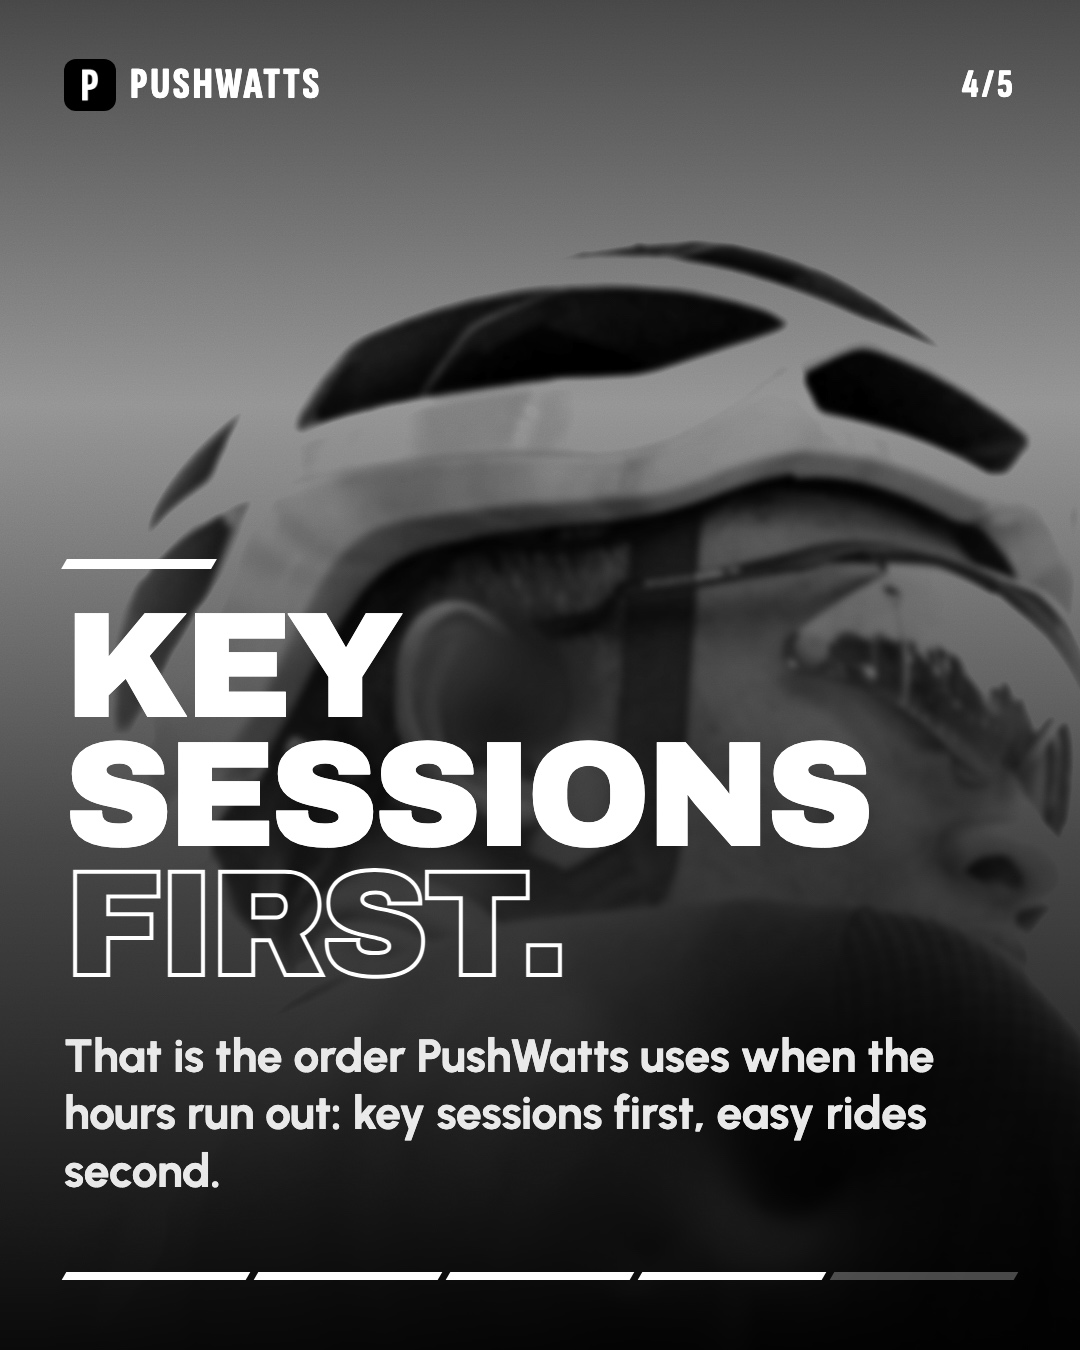 P PUSHWATTS
4/5
KEY
SESSIONS
FIRST.
That is the order PushWatts uses when the
hours run out: key sessions first, easy rides
second.